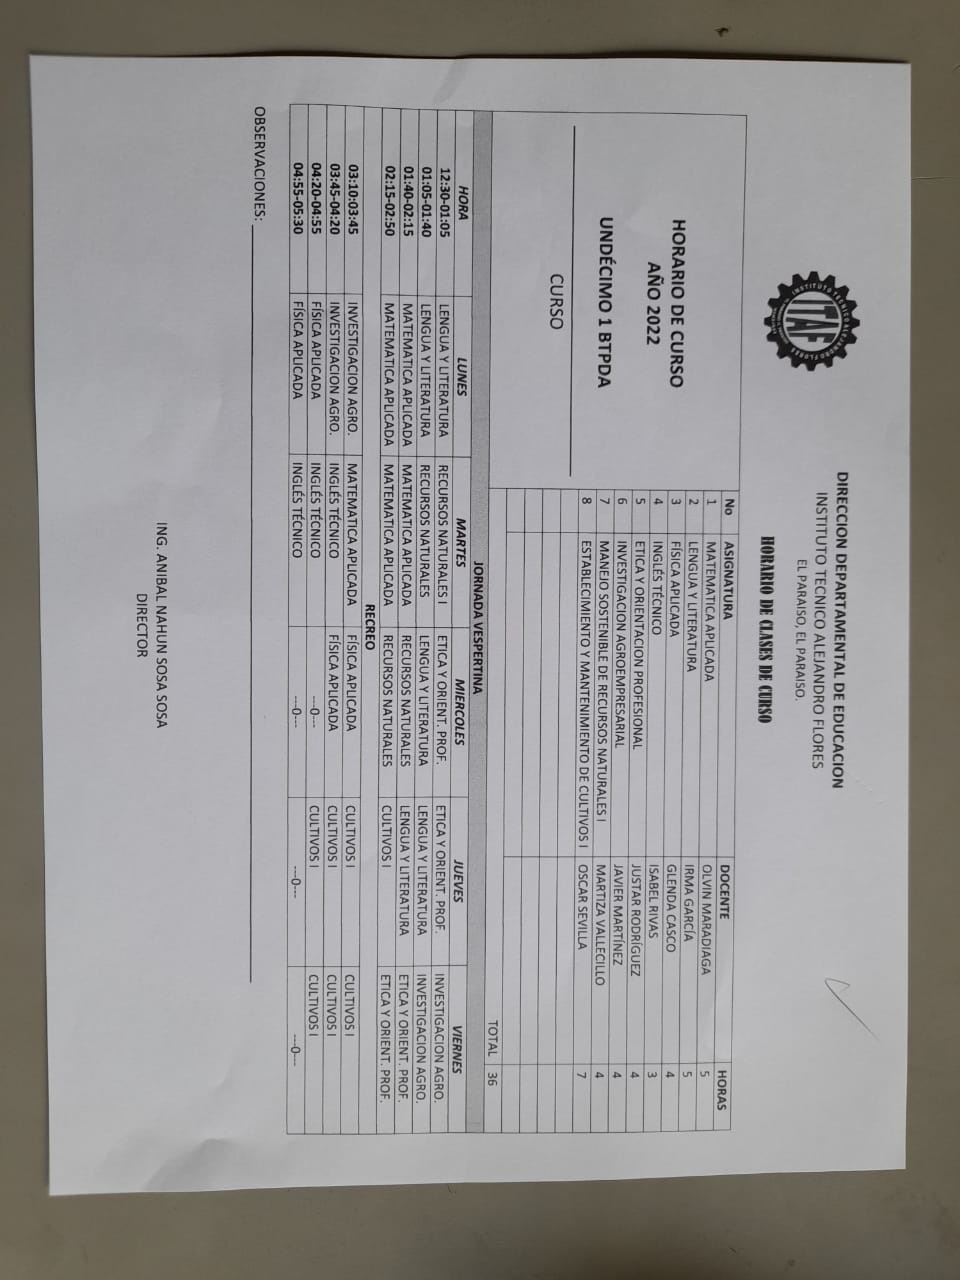 INSTITUTO TECNICO ALEJANDRO FLORES
ITAF
DIRECCION DEPARTAMENTAL DE EDUCACION
INSTITUTO TECNICO ALEJANDRO FLORES
EL PARAISO, EL PARAISO.
HORARIO DE CLASES DE CURSO
HORARIO DE CURSO
AÑO 2022
UNDÉCIMO 1 BTPDA
CURSO
No ASIGNATURA DOCENTE HORAS
1 MATEMATICA APLICADA OLVIN MARADIAGA 5
2 LENGUA Y LITERATURA IRMA GARCÍA 5
3 FÍSICA APLICADA GLENDA CASCO 4
4 INGLÉS TÉCNICO ISABEL RIVAS 3
5 ETICA Y ORIENTACION PROFESIONAL JUSTAR RODRÍGUEZ 4
6 INVESTIGACION AGROEMPRESARIAL JAVIER MARTÍNEZ 4
7 MANEJO SOSTENIBLE DE RECURSOS NATURALES I MARTIZA VALLECILLO 4
8 ESTABLECIMIENTO Y MANTENIMIENTO DE CULTIVOS I OSCAR SEVILLA 7
TOTAL 36
JORNADA VESPERTINA
HORA LUNES MARTES MIERCOLES JUEVES VIERNES
12:30-01:05 LENGUA Y LITERATURA RECURSOS NATURALES I ETICA Y ORIENT. PROF. ETICA Y ORIENT. PROF. INVESTIGACION AGRO.
01:05-01:40 LENGUA Y LITERATURA RECURSOS NATURALES LENGUA Y LITERATURA LENGUA Y LITERATURA INVESTIGACION AGRO.
01:40-02:15 MATEMATICA APLICADA MATEMATICA APLICADA RECURSOS NATURALES LENGUA Y LITERATURA ETICA Y ORIENT. PROF.
02:15-02:50 MATEMATICA APLICADA MATEMATICA APLICADA RECURSOS NATURALES CULTIVOS I ETICA Y ORIENT. PROF.
RECREO
03:10:03:45 INVESTIGACION AGRO. MATEMATICA APLICADA FÍSICA APLICADA CULTIVOS I CULTIVOS I
03:45-04:20 INVESTIGACION AGRO. INGLÉS TÉCNICO FÍSICA APLICADA CULTIVOS I CULTIVOS I
04:20-04:55 FÍSICA APLICADA INGLÉS TÉCNICO ---0--- CULTIVOS I CULTIVOS I
04:55-05:30 FÍSICA APLICADA INGLÉS TÉCNICO ---0--- ---0--- ---0---
OBSERVACIONES:
ING. ANIBAL NAHUN SOSA SOSA
DIRECTOR